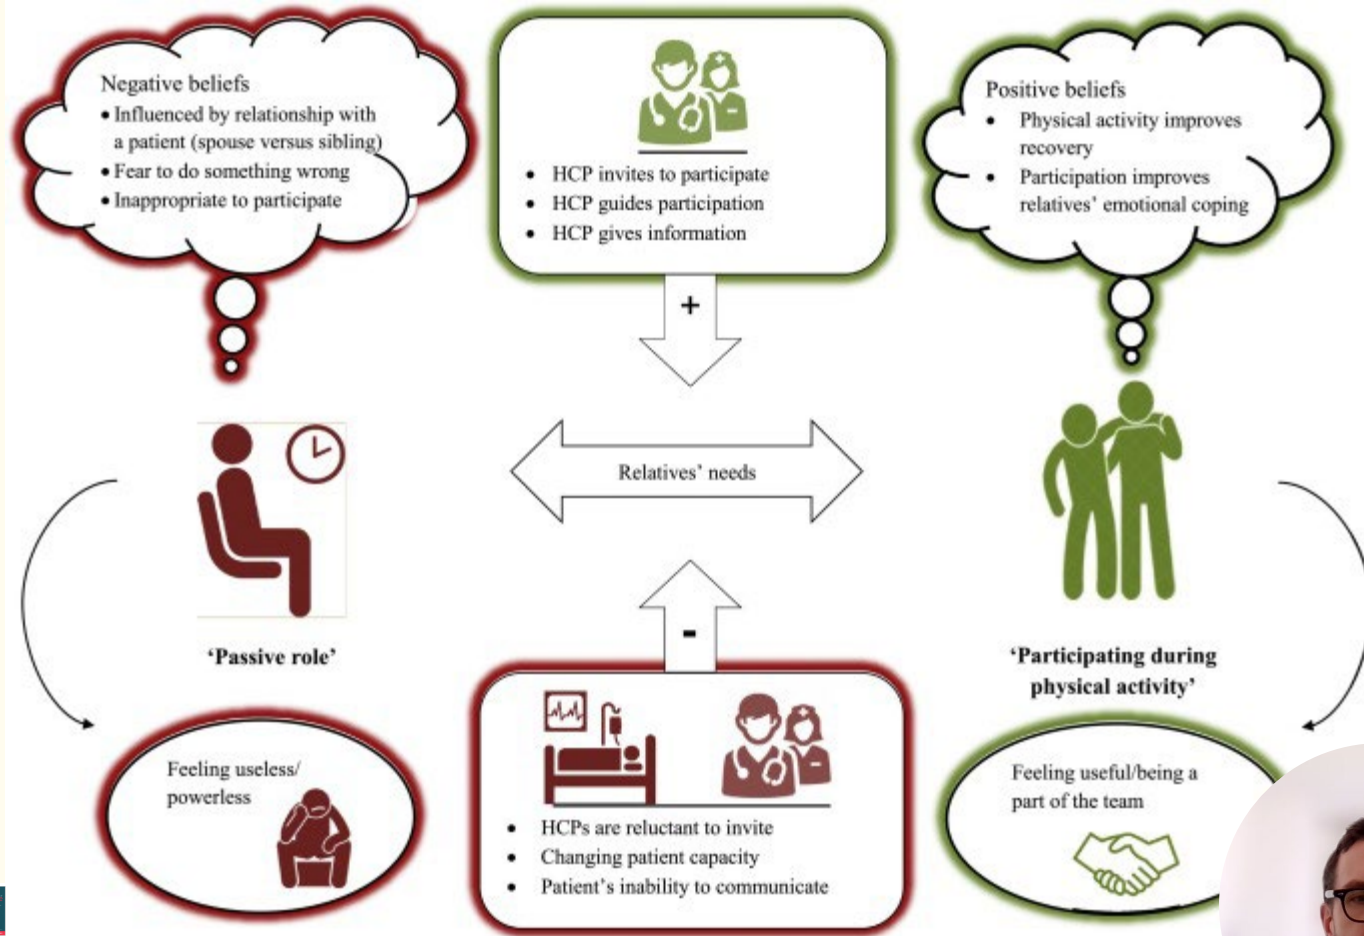 Negative beliefs
• Influenced by relationship with
a patient (spouse versus sibling)
• Fear to do something wrong
• Inappropriate to participate
• HCP invites to participate
• HCP guides participation
• HCP gives information
Positive beliefs
• Physical activity improves
recovery
• Participation improves
relatives' emotional coping
+
Relatives' needs
-
'Passive role'
'Participating during
physical activity'
Feeling useless/
powerless
• HCPs are reluctant to invite
• Changing patient capacity
• Patient's inability to communicate
Feeling useful/being a
part of the team